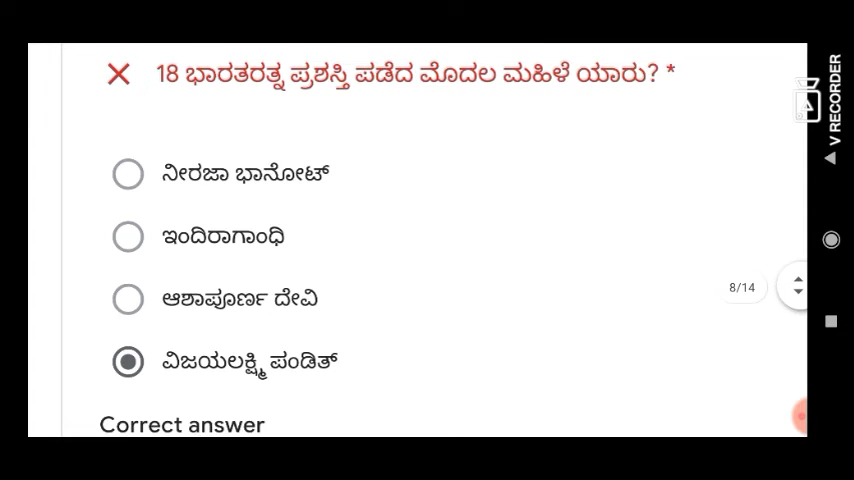 18 ಭಾರತರತ್ನ ಪ್ರಶಸ್ತಿ ಪಡೆದ ಮೊದಲ ಮಹಿಳೆ ಯಾರು? *
ನೀರಜಾ ಭಾನೋಟ್
ಇಂದಿರಾಗಾಂಧಿ
8/14
ಆಶಾಪೂರ್ಣ ದೇವಿ
ವಿಜಯಲಕ್ಷ್ಮಿ ಪಂಡಿತ್
Correct answer
V RECORDER